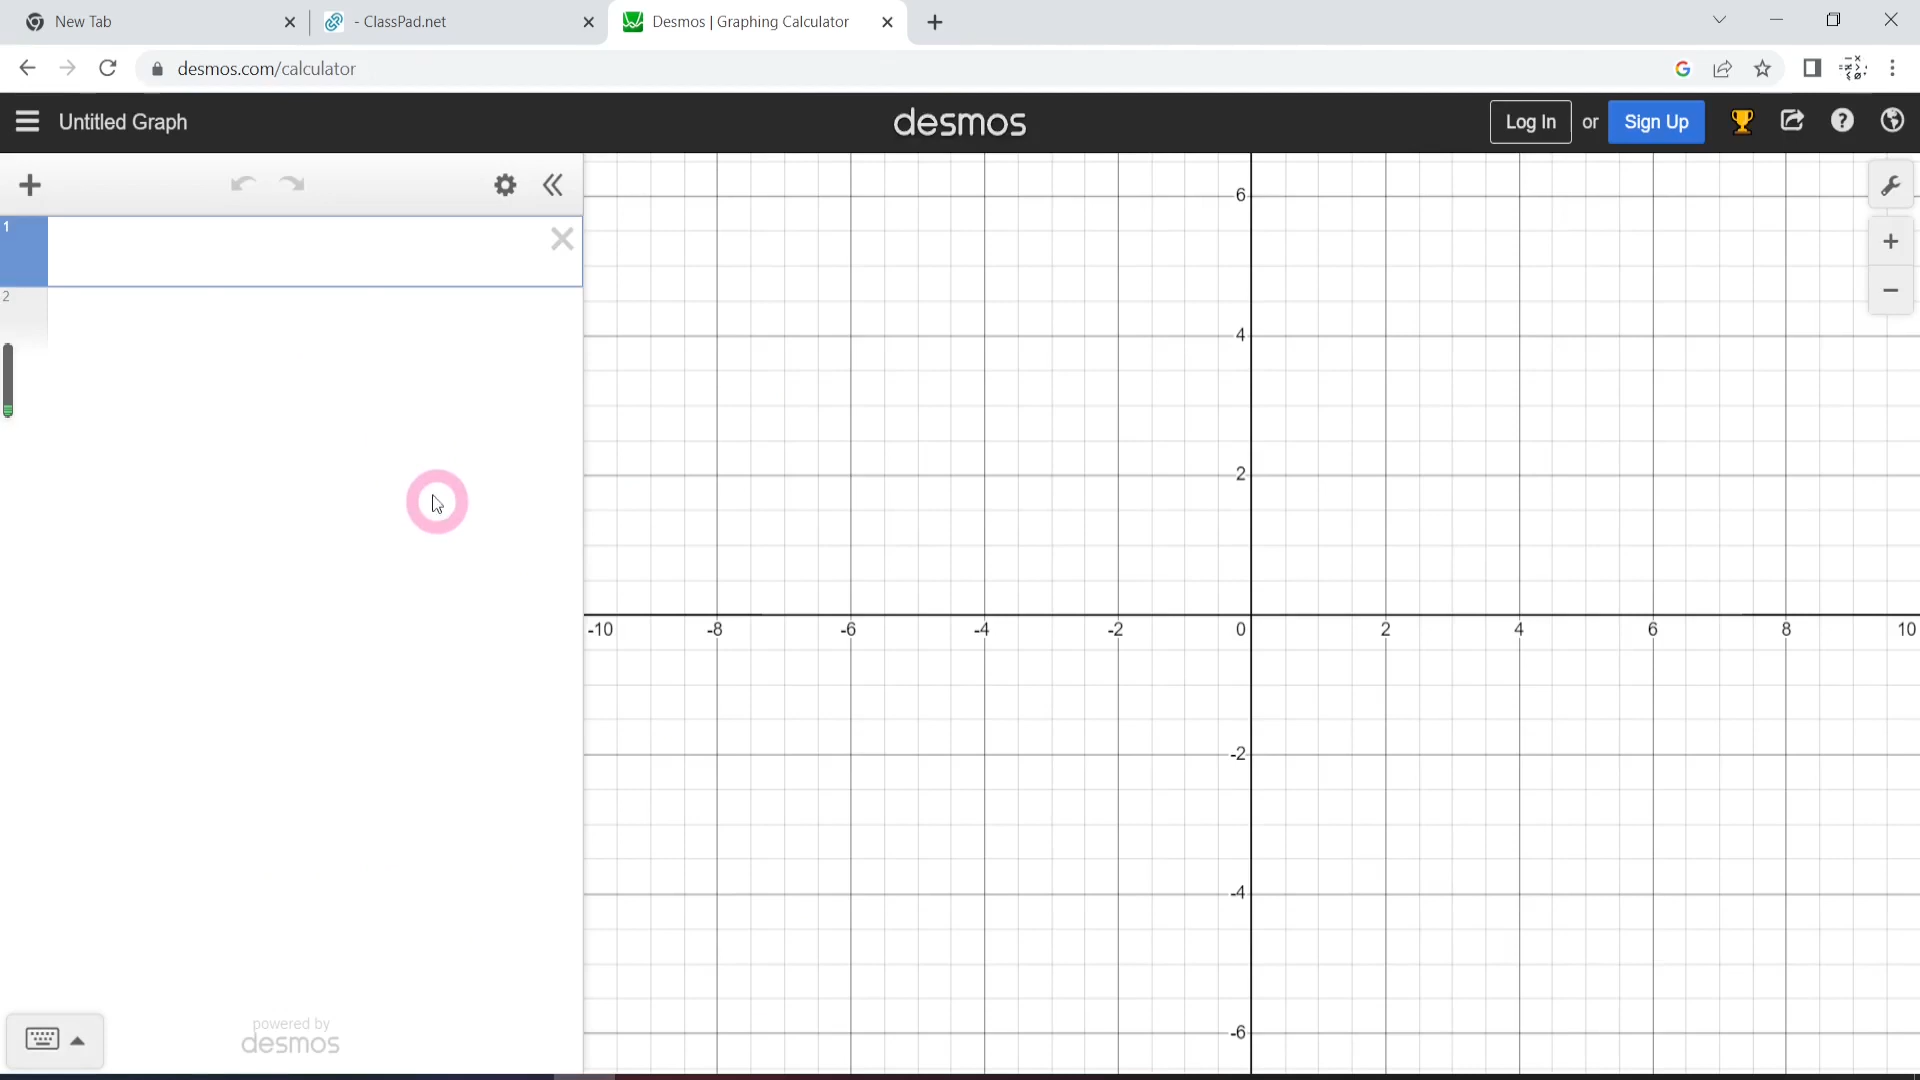 New Tab
- ClassPad.net
Desmos | Graphing Calculator
desmos.com/calculator
Untitled Graph
desmos
Log In or Sign Up
1
2
6
4
2
-10 -8 -6 -4 -2 0 2 4 6 8 10
-2
-4
-6
powered by
desmos